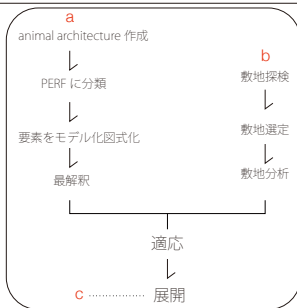 a
animal architecture 作成
PERF に分類
要素をモデル化図式化
最解釈
b
敷地探検
敷地選定
敷地分析
適応
c ................. 展開